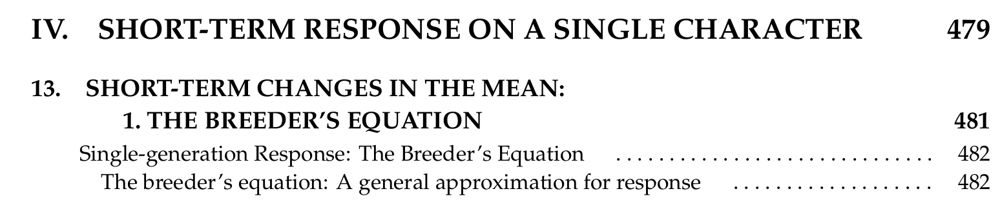 IV. SHORT-TERM RESPONSE ON A SINGLE CHARACTER 479
13. SHORT-TERM CHANGES IN THE MEAN:
1. THE BREEDER'S EQUATION 481
Single-generation Response: The Breeder's Equation . . . . . . . . . . . . . . . . . . . . . . . . . . . . . . 482
The breeder's equation: A general approximation for response . . . . . . . . . . . . . . . . . . . 482